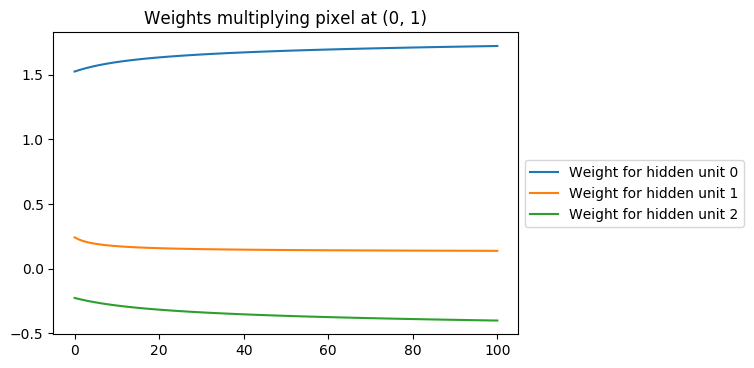 Weights multiplying pixel at (0, 1)
1.5
1.0
0.5
0.0
−0.5
0 20 40 60 80 100
Weight for hidden unit 0
Weight for hidden unit 1
Weight for hidden unit 2